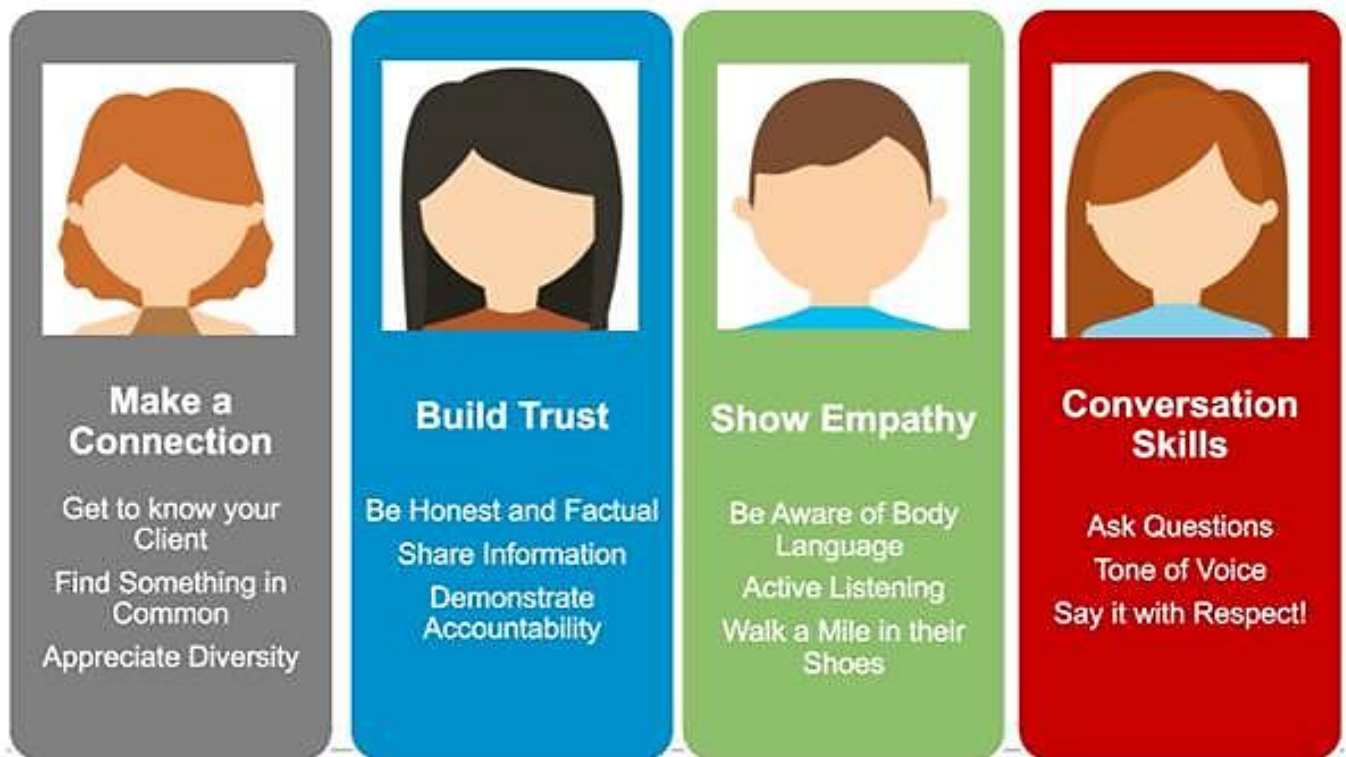 Make a
Connection
Get to know your
Client
Find Something in
Common
Appreciate Diversity
Build Trust
Be Honest and Factual
Share Information
Demonstrate
Accountability
Show Empathy
Be Aware of Body
Language
Active Listening
Walk a Mile in their
Shoes
Conversation
Skills
Ask Questions
Tone of Voice
Say it with Respect!